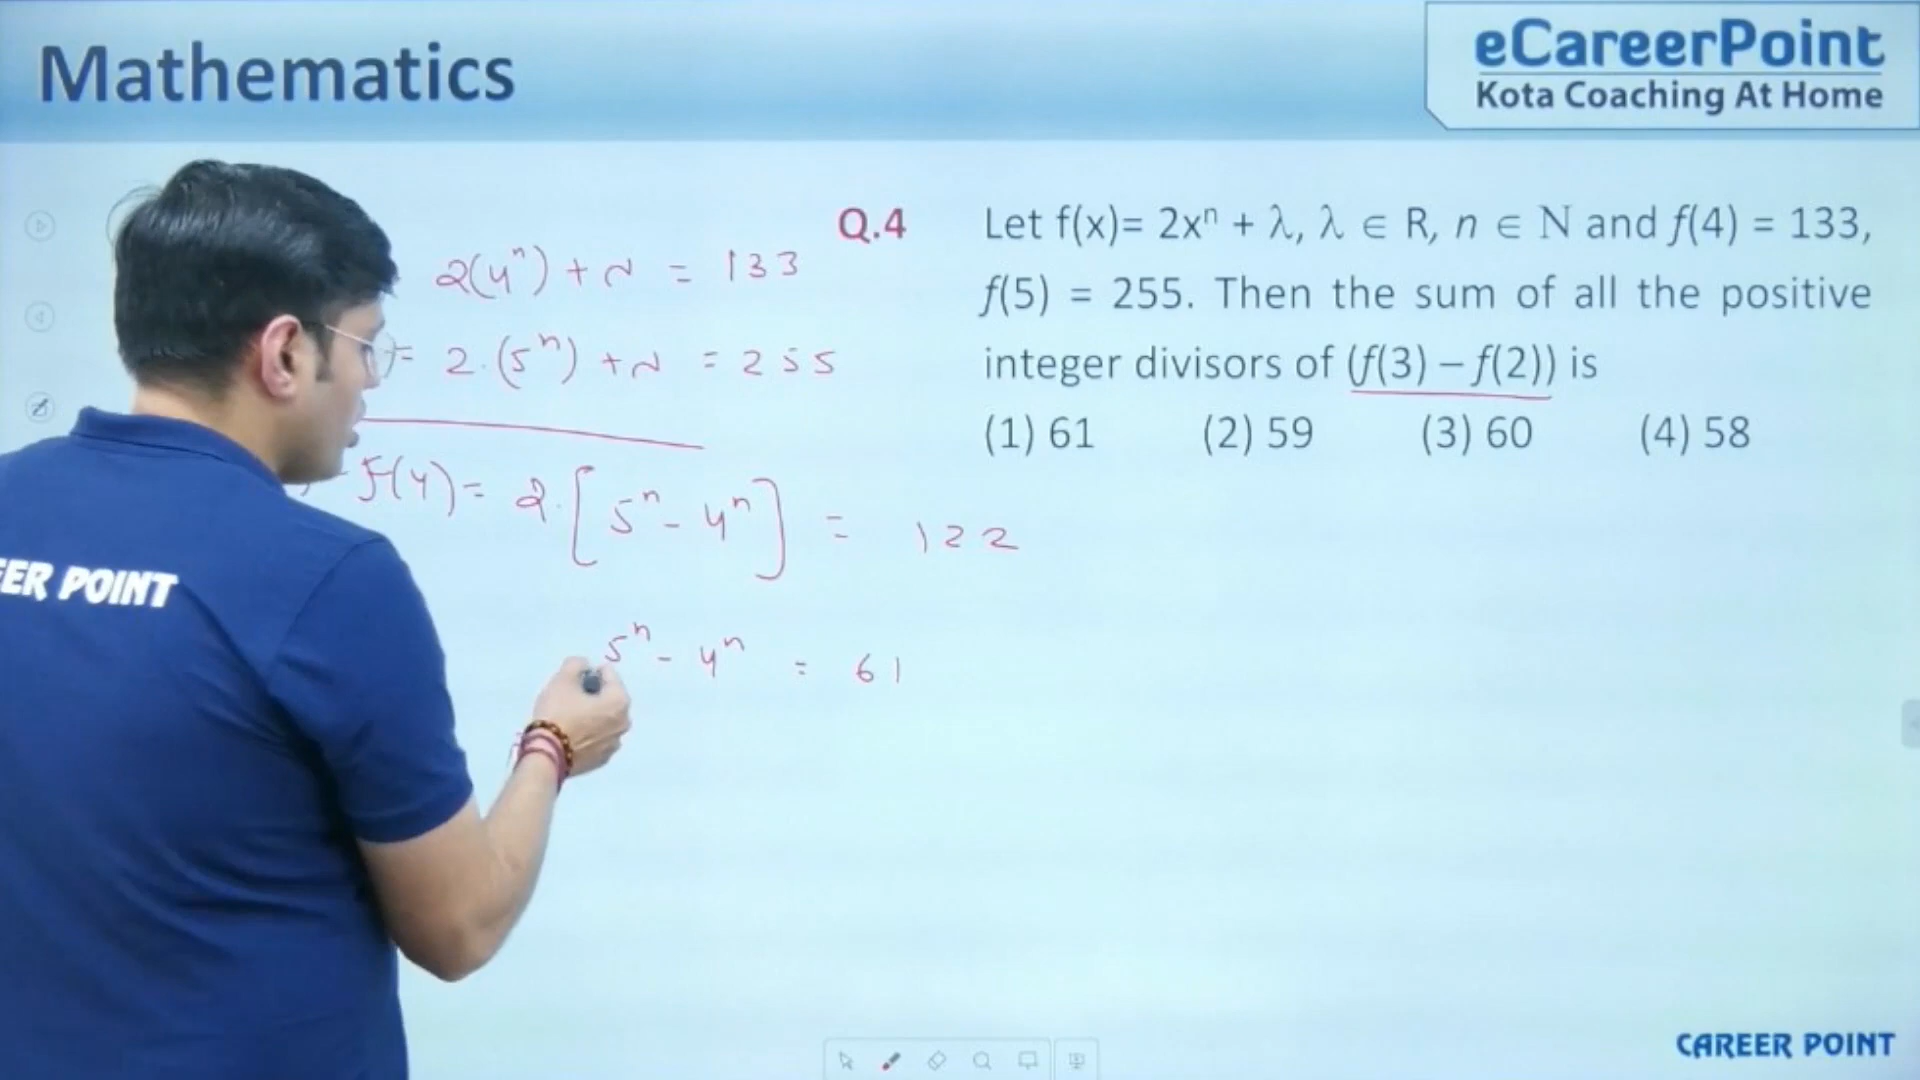 Mathematics
eCareerPoint
Kota Coaching At Home
Q.4 Let f(x)= 2xⁿ + λ, λ ∈ R, n ∈ N and f(4) = 133,
f(5) = 255. Then the sum of all the positive
integer divisors of (f(3) – f(2)) is
(1) 61 (2) 59 (3) 60 (4) 58
2(4ⁿ) + λ = 133
= 2.(5ⁿ) + λ = 255
f(4) = 2.[5ⁿ - 4ⁿ] = 122
5ⁿ - 4ⁿ = 61
ER POINT
CAREER POINT